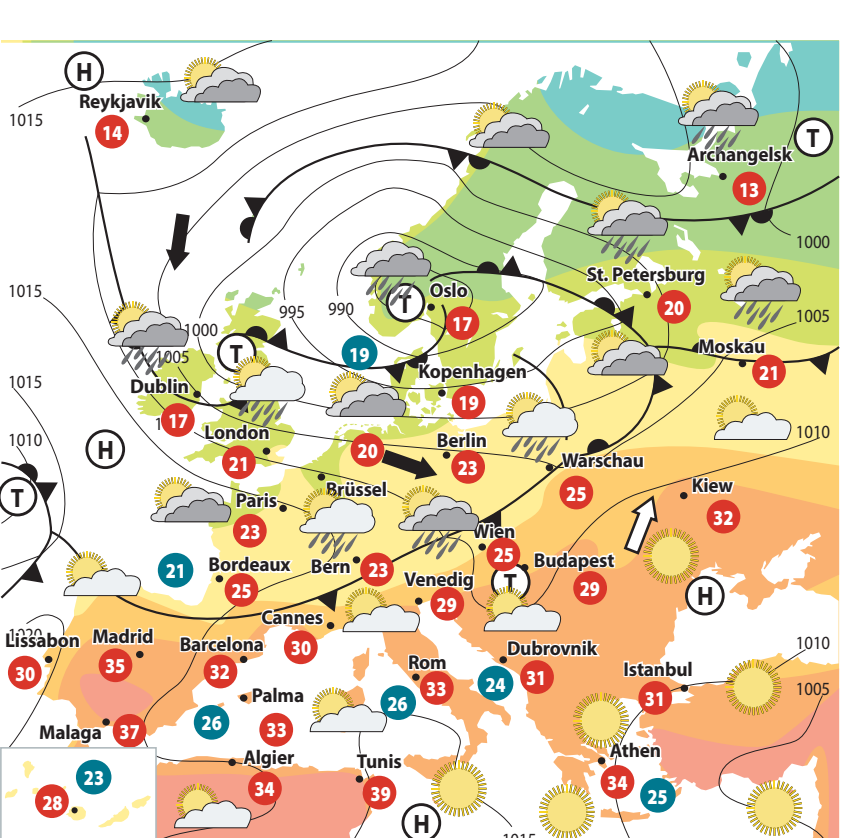 H
Reykjavik
14
1015
Archangelsk
13
T
1000
1015
995
990
T
Oslo
17
St. Petersburg
20
1005
1000
1005
T
19
Moskau
21
Kopenhagen
19
1015
Dublin
17
1010
H
London
21
20
Berlin
23
Warschau
25
1010
T
Paris
23
Brüssel
Kiew
32
21
Bordeaux
25
Bern
23
Wien
25
T
Budapest
29
H
Venedig
29
Cannes
30
1020
Lissabon
30
Madrid
35
Barcelona
32
Rom
33
Dubrovnik
31
24
1010
1005
Istanbul
31
Palma
33
26
26
Malaga
37
Algier
34
Tunis
39
Athen
34
25
23
28
H
1015